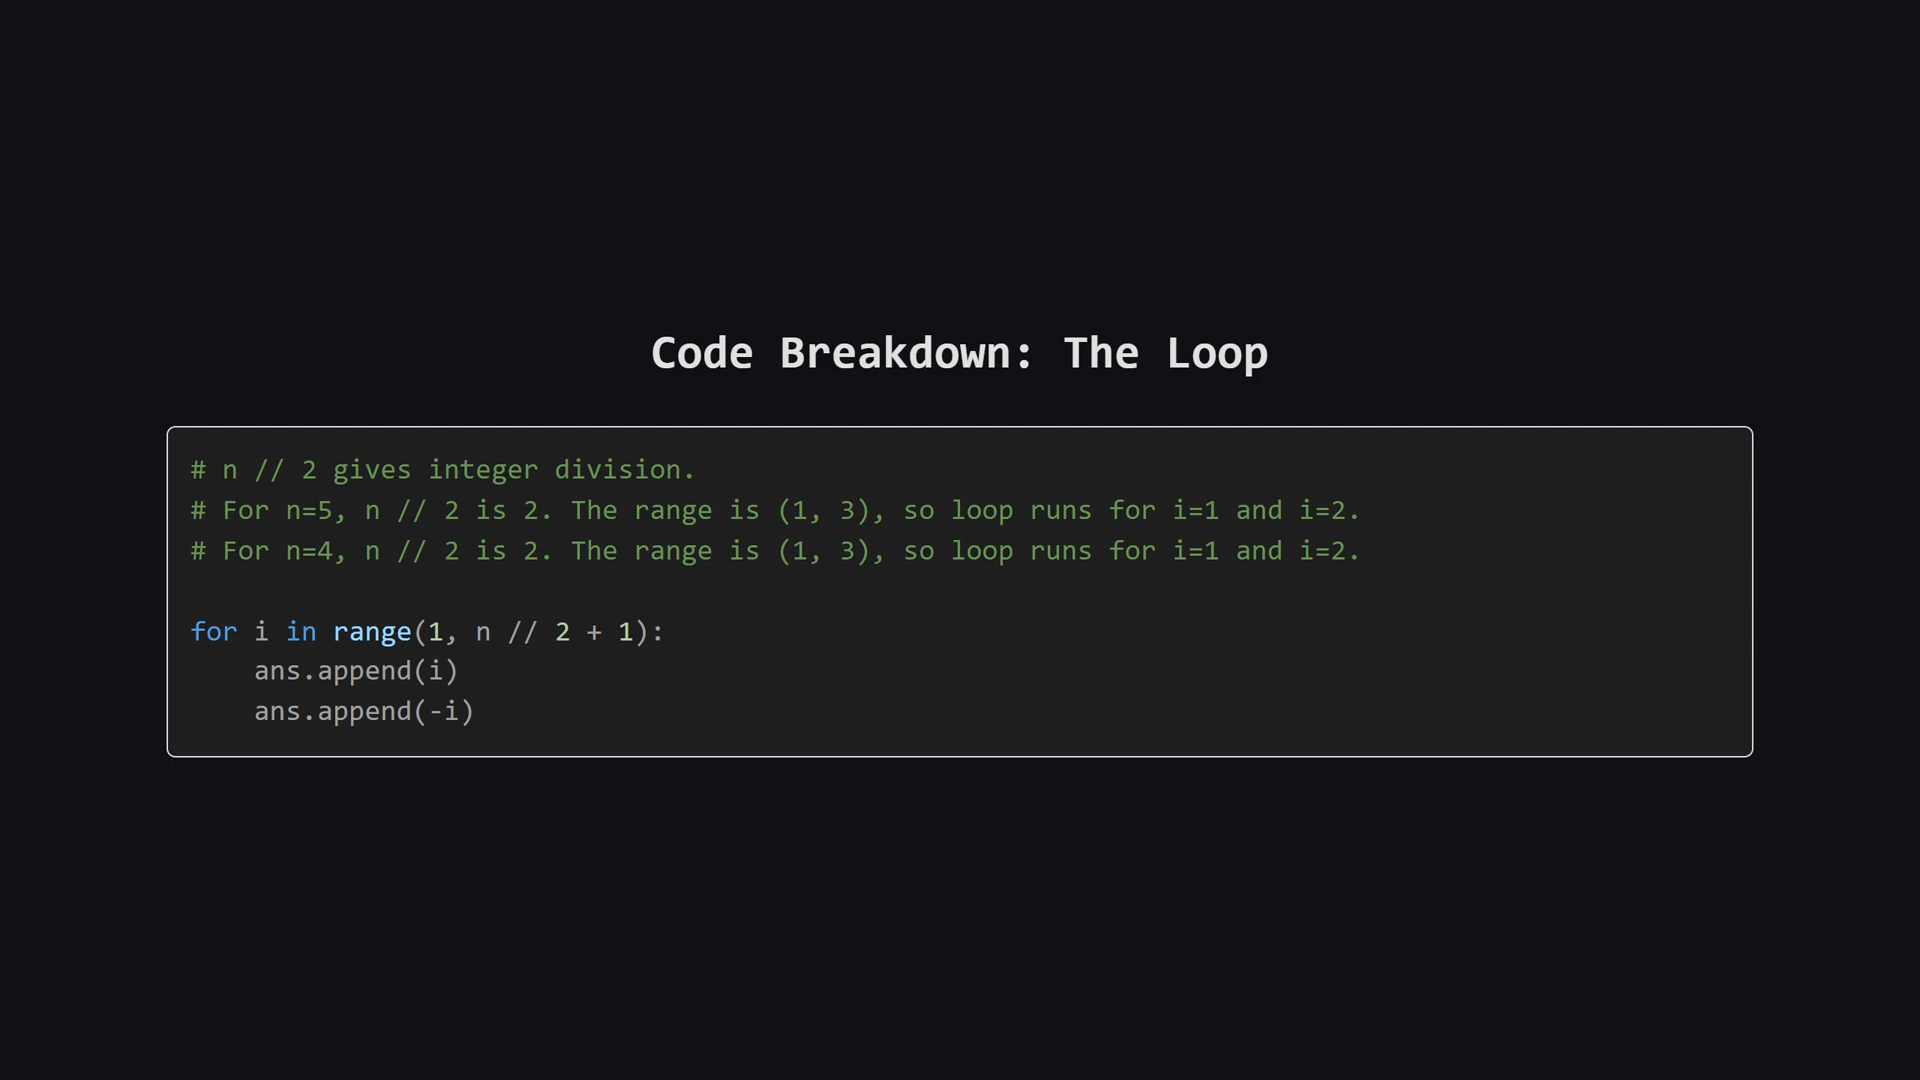 Code Breakdown: The Loop
# n // 2 gives integer division.
# For n=5, n // 2 is 2. The range is (1, 3), so loop runs for i=1 and i=2.
# For n=4, n // 2 is 2. The range is (1, 3), so loop runs for i=1 and i=2.
for i in range(1, n // 2 + 1):
    ans.append(i)
    ans.append(-i)